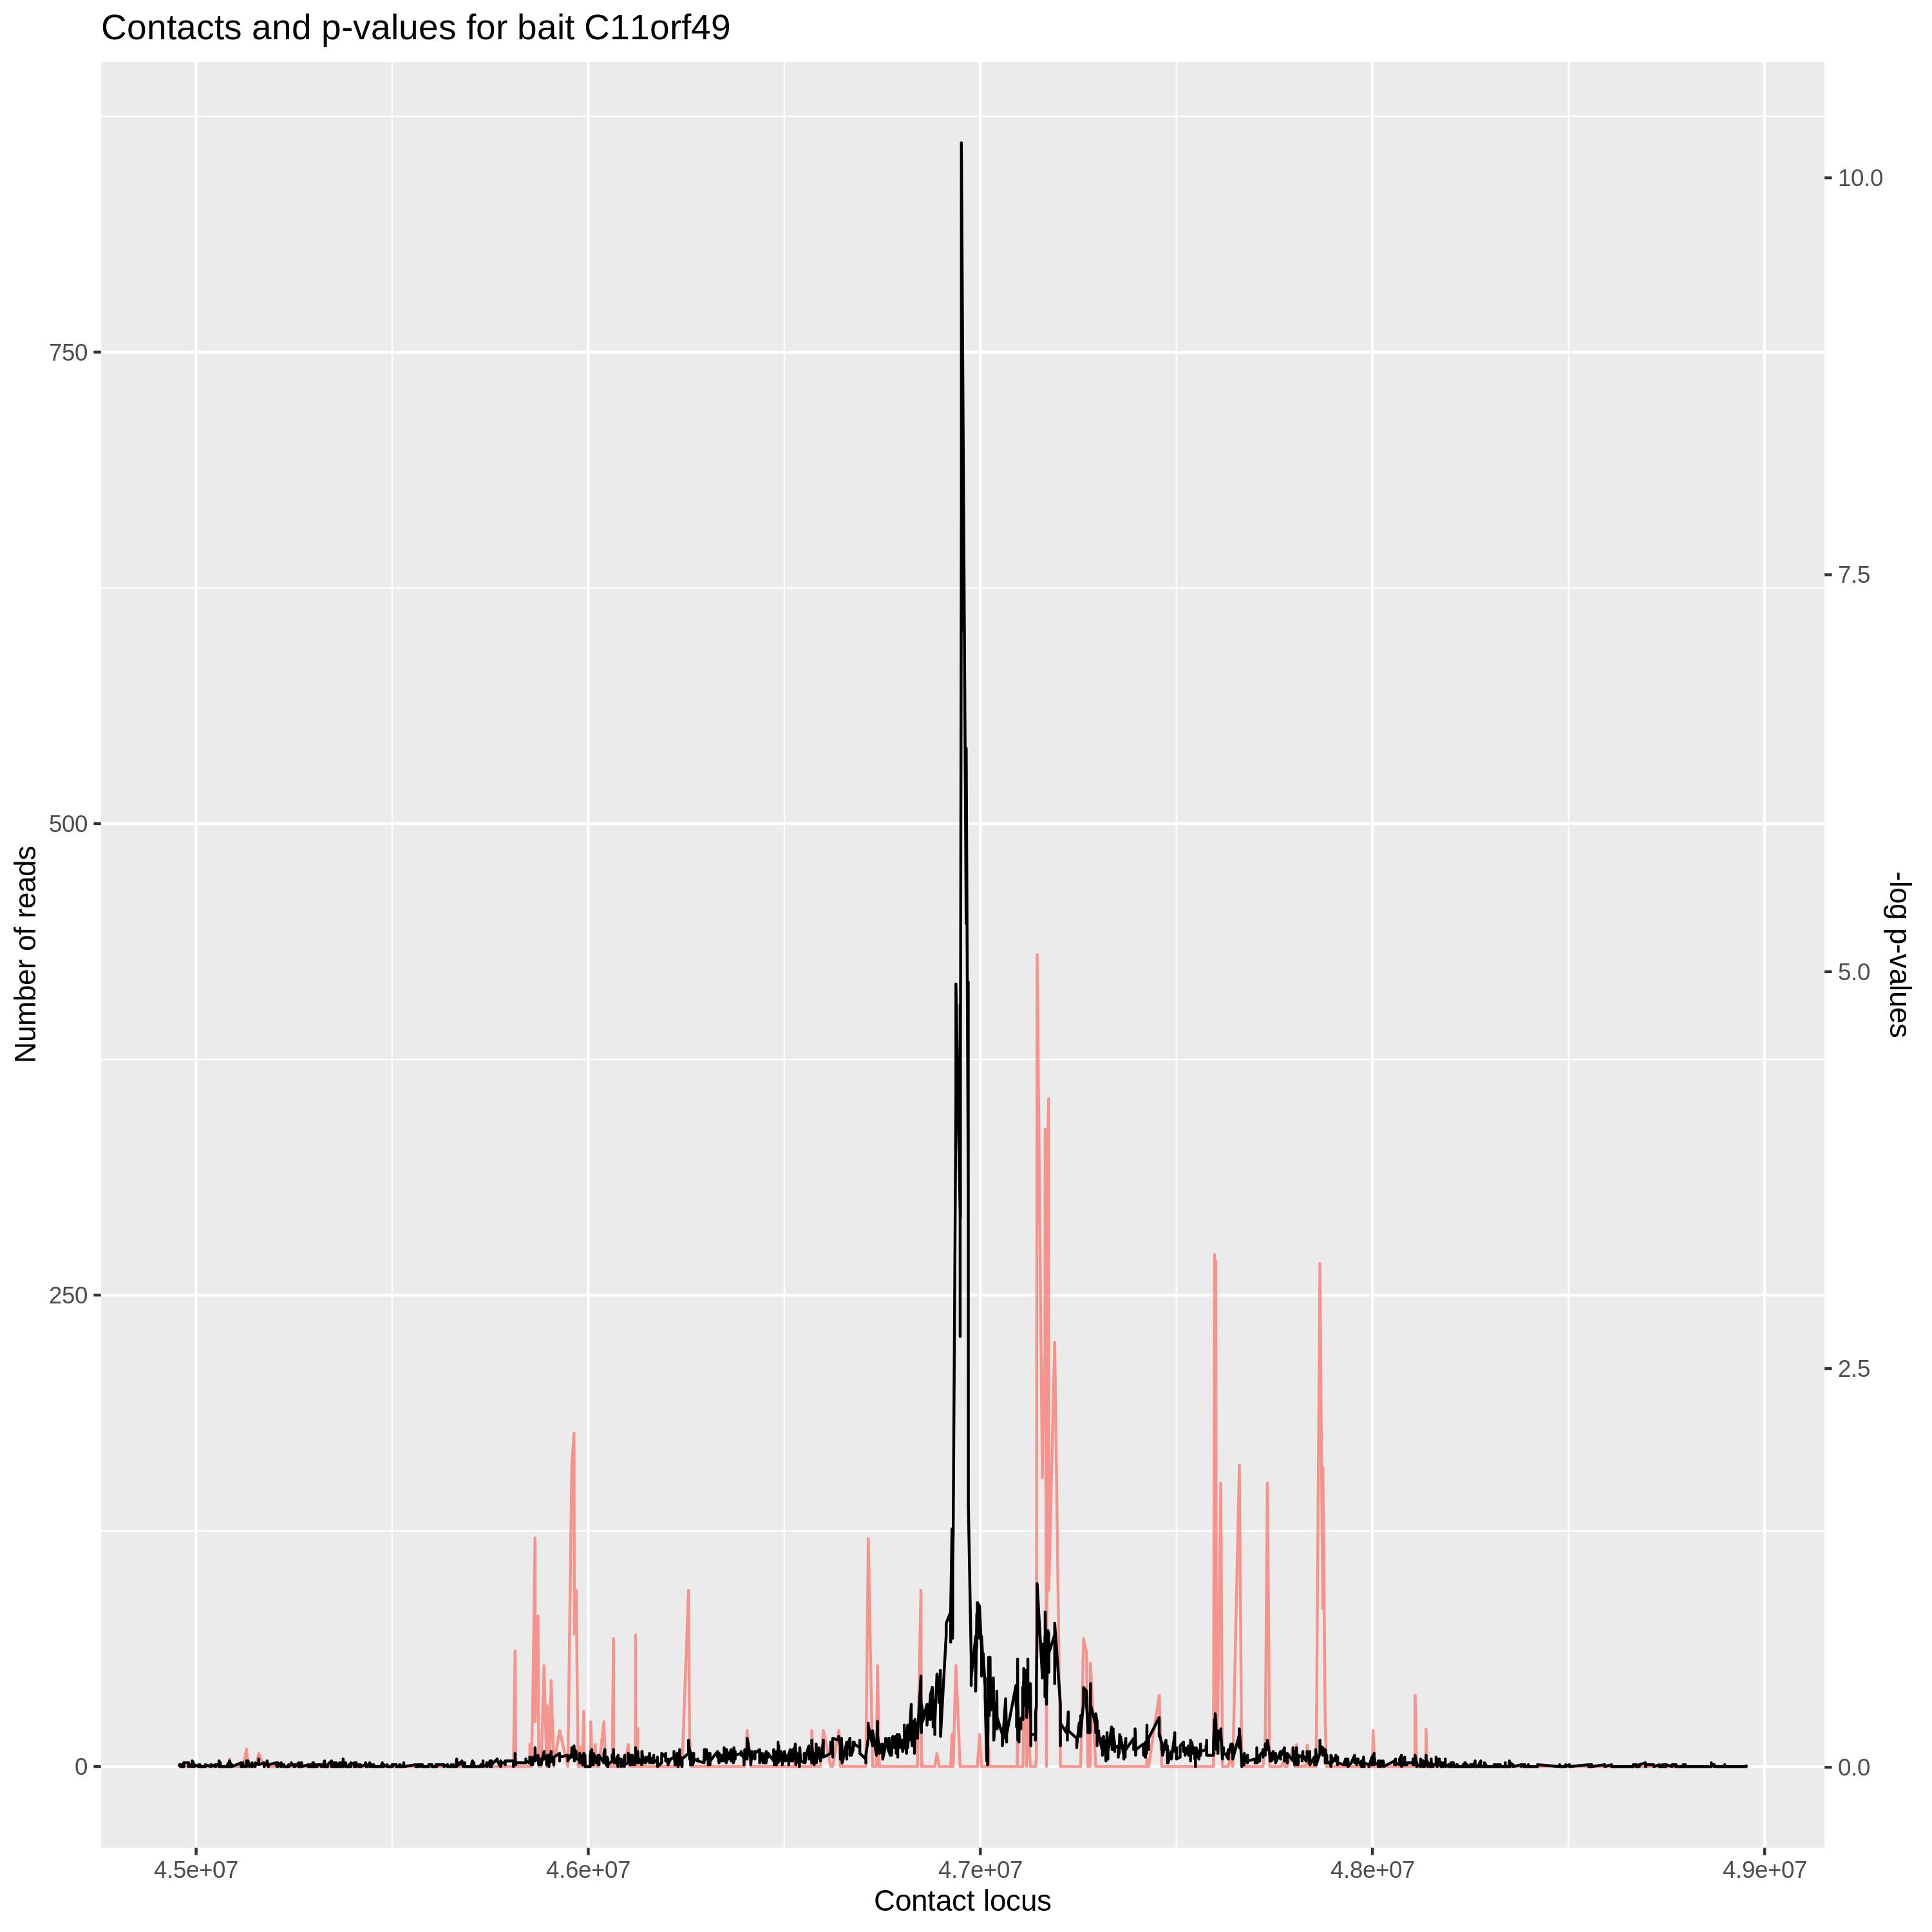 Contacts and p-values for bait C11orf49
Number of reads
750
500
250
0
10.0
7.5
5.0
2.5
0.0
-log p-values
4.5e+07
4.6e+07
4.7e+07
4.8e+07
4.9e+07
Contact locus